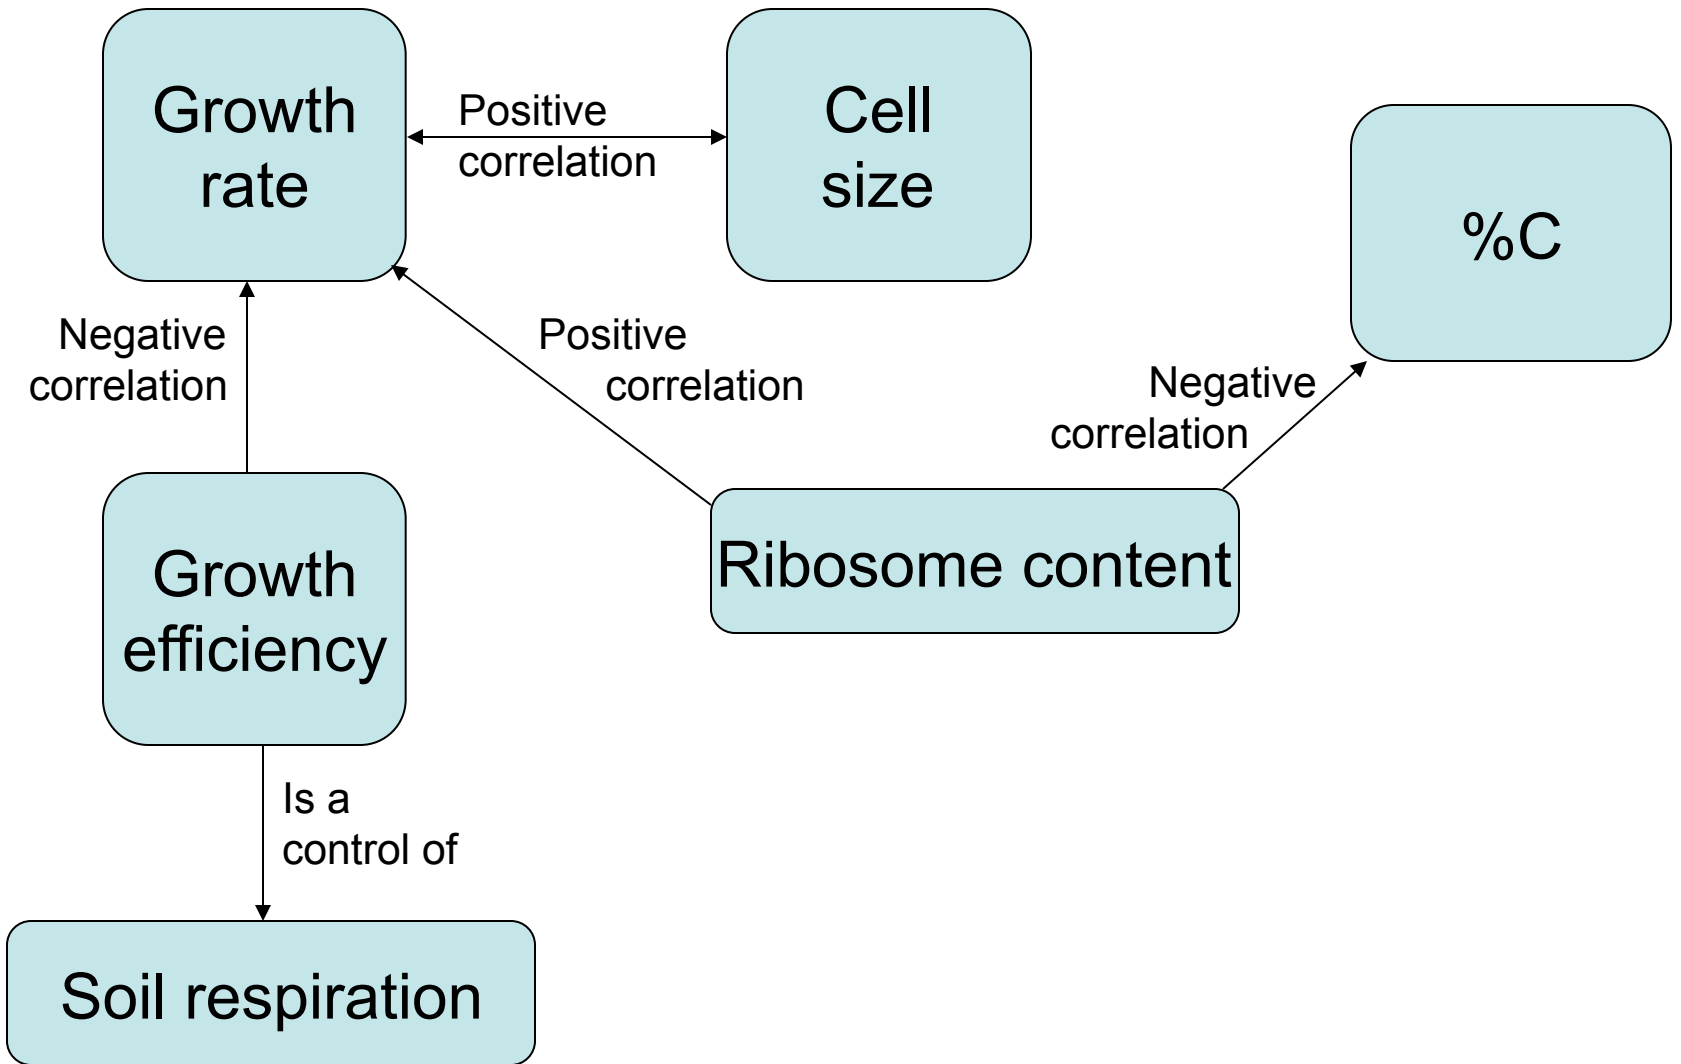 Growth
rate
Positive
correlation
Cell
size
%C
Negative
correlation
Positive
correlation
Negative
correlation
Growth
efficiency
Ribosome content
Is a
control of
Soil respiration